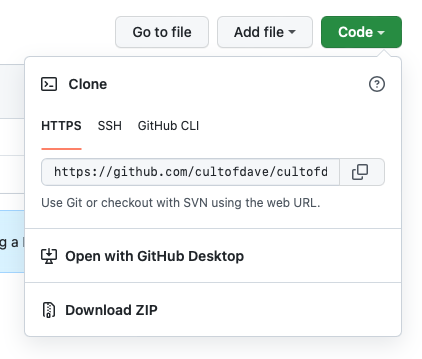 Go to file Add file Code
Clone
HTTPS SSH GitHub CLI
https://github.com/cultofdave/cultofd
Use Git or checkout with SVN using the web URL.
g a
Open with GitHub Desktop
Download ZIP